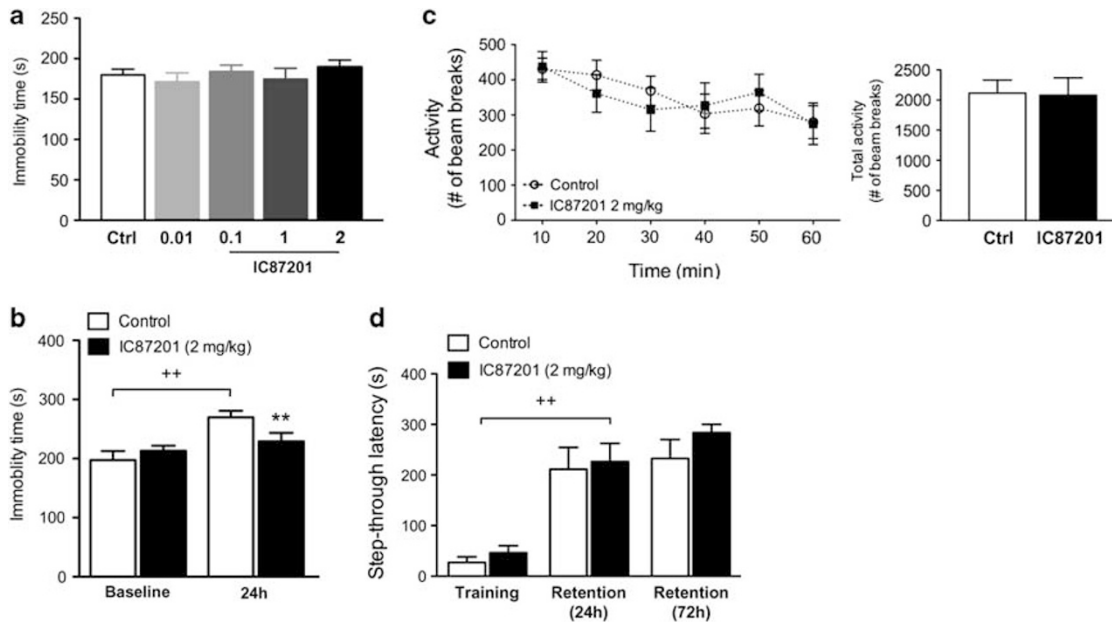 a
Immobility time (s)
250
200
150
100
50
0
Ctrl 0.01 0.1 1 2
IC87201
c
Activity
(# of beam breaks)
500
400
300
200
100
0
Control
IC87201 2 mg/kg
10 20 30 40 50 60
Time (min)
Total activity
(# of beam breaks)
2500
2000
1500
1000
500
0
Ctrl IC87201
b
Control
IC87201 (2 mg/kg)
Immoblity time (s)
400
300
200
100
0
++
**
Baseline 24h
d
Control
IC87201 (2 mg/kg)
Step-through latency (s)
400
300
200
100
0
++
Training Retention Retention
(24h) (72h)